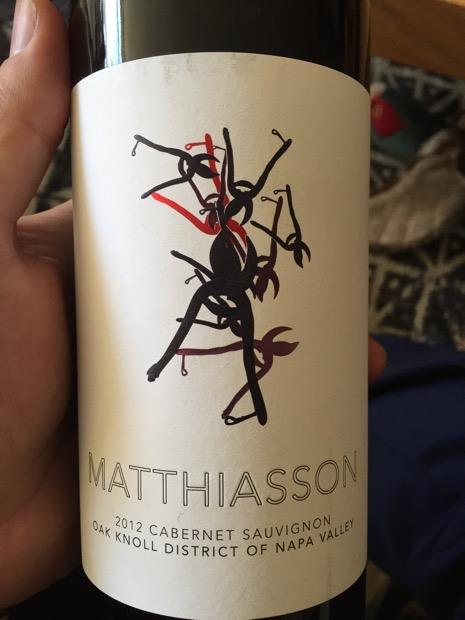 MATTHIASSON
2012 CABERNET SAUVIGNON
OAK KNOLL DISTRICT OF NAPA VALLEY